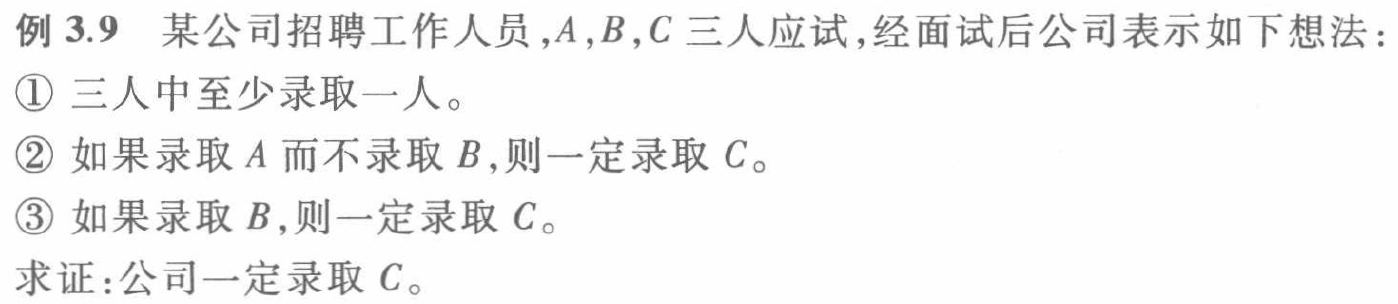 例 3.9 某公司招聘工作人员,A,B,C 三人应试,经面试后公司表示如下想法:
① 三人中至少录取一人。
② 如果录取 A 而不录取 B,则一定录取 C。
③ 如果录取 B,则一定录取 C。
求证:公司一定录取 C。